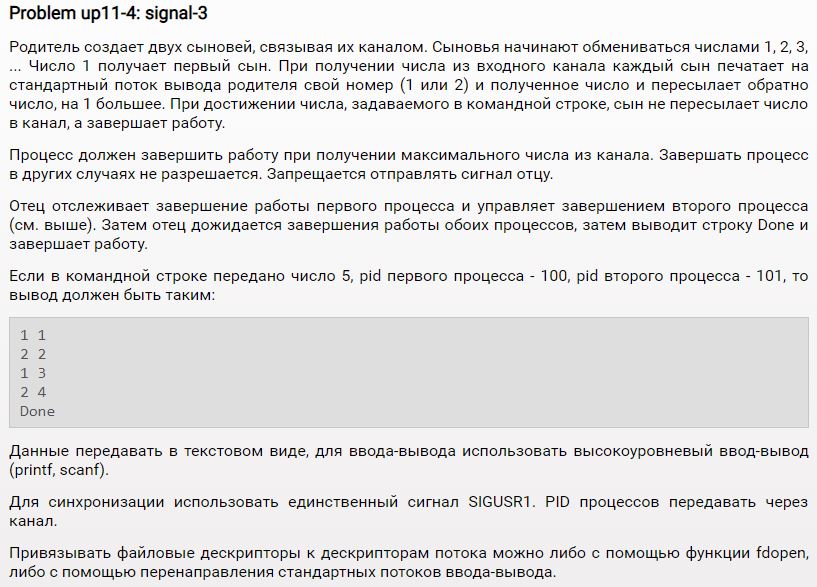 Problem up11-4: signal-3
Родитель создает двух сыновей, связывая их каналом. Сыновья начинают обмениваться числами 1, 2, 3,
... Число 1 получает первый сын. При получении числа из входного канала каждый сын печатает на
стандартный поток вывода родителя свой номер (1 или 2) и полученное число и пересылает обратно
число, на 1 большее. При достижении числа, задаваемого в командной строке, сын не пересылает число
в канал, а завершает работу.
Процесс должен завершить работу при получении максимального числа из канала. Завершать процесс
в других случаях не разрешается. Запрещается отправлять сигнал отцу.
Отец отслеживает завершение работы первого процесса и управляет завершением второго процесса
(см. выше). Затем отец дожидается завершения работы обоих процессов, затем выводит строку Done и
завершает работу.
Если в командной строке передано число 5, pid первого процесса - 100, pid второго процесса - 101, то
вывод должен быть таким:
1 1
2 2
1 3
2 4
Done
Данные передавать в текстовом виде, для ввода-вывода использовать высокоуровневый ввод-вывод
(printf, scanf).
Для синхронизации использовать единственный сигнал SIGUSR1. PID процессов передавать через
канал.
Привязывать файловые дескрипторы к дескрипторам потока можно либо с помощью функции fdopen,
либо с помощью перенаправления стандартных потоков ввода-вывода.